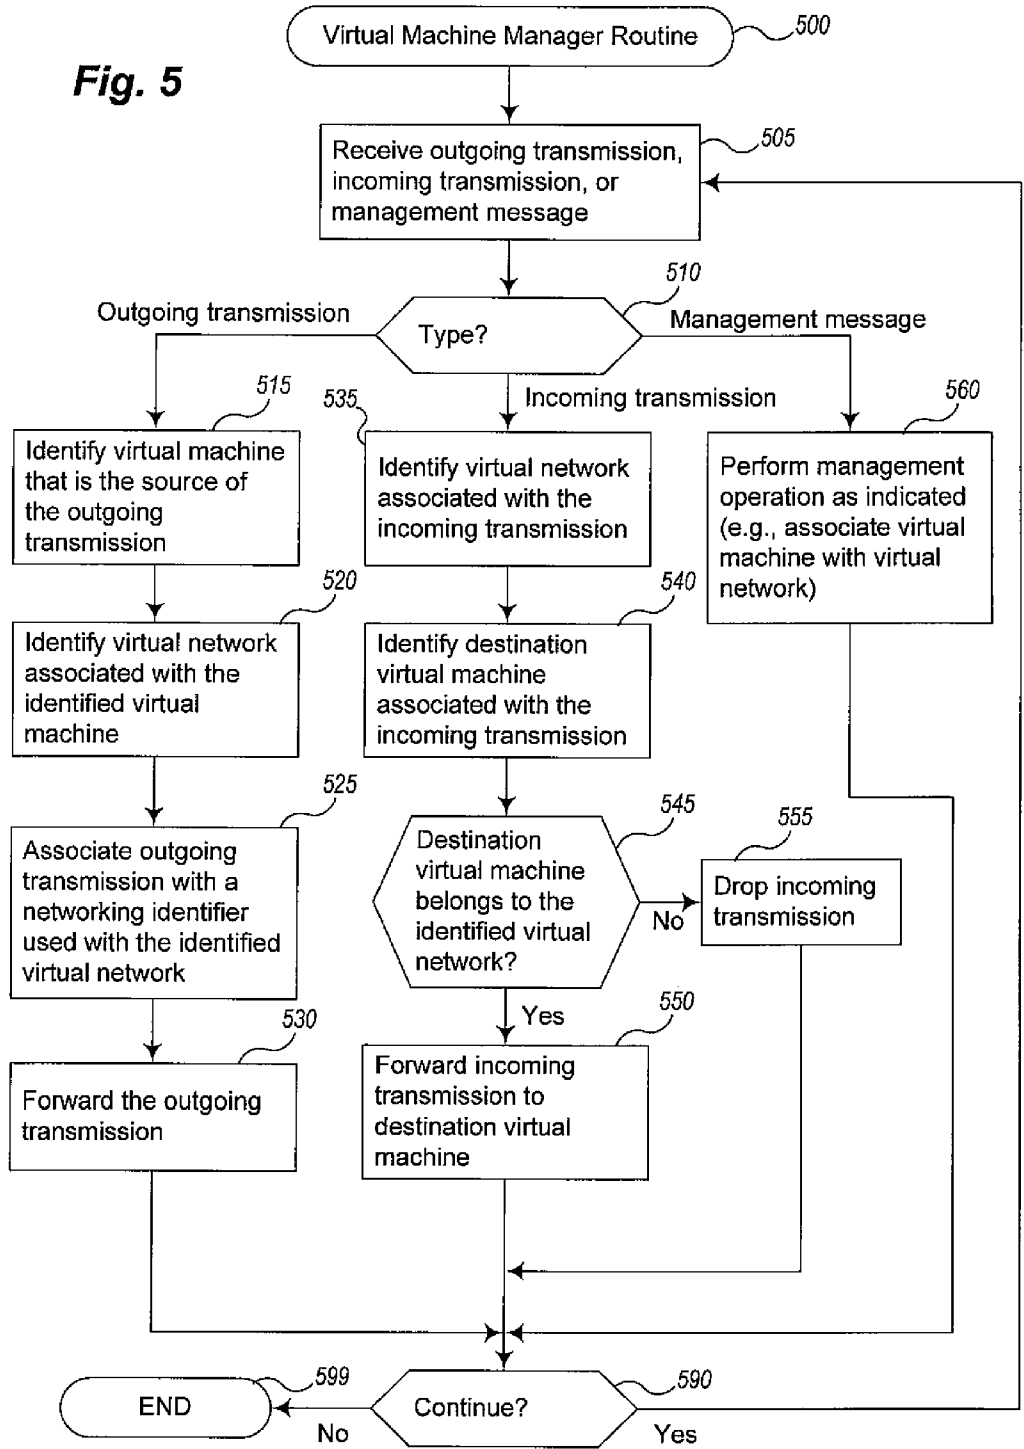 Fig. 5
Virtual Machine Manager Routine
500
505
Receive outgoing transmission,
incoming transmission, or
management message
510
Type?
Outgoing transmission
Incoming transmission
Management message
515
Identify virtual machine
that is the source of
the outgoing
transmission
520
Identify virtual network
associated with the
identified virtual
machine
525
Associate outgoing
transmission with a
networking identifier
used with the identified
virtual network
530
Forward the outgoing
transmission
535
Identify virtual network
associated with the
incoming transmission
540
Identify destination
virtual machine
associated with the
incoming transmission
545
Destination
virtual machine
belongs to the
identified virtual
network?
No
Yes
550
Forward incoming
transmission to
destination virtual
machine
555
Drop incoming
transmission
560
Perform management
operation as indicated
(e.g., associate virtual
machine with virtual
network)
590
Continue?
No
Yes
599
END